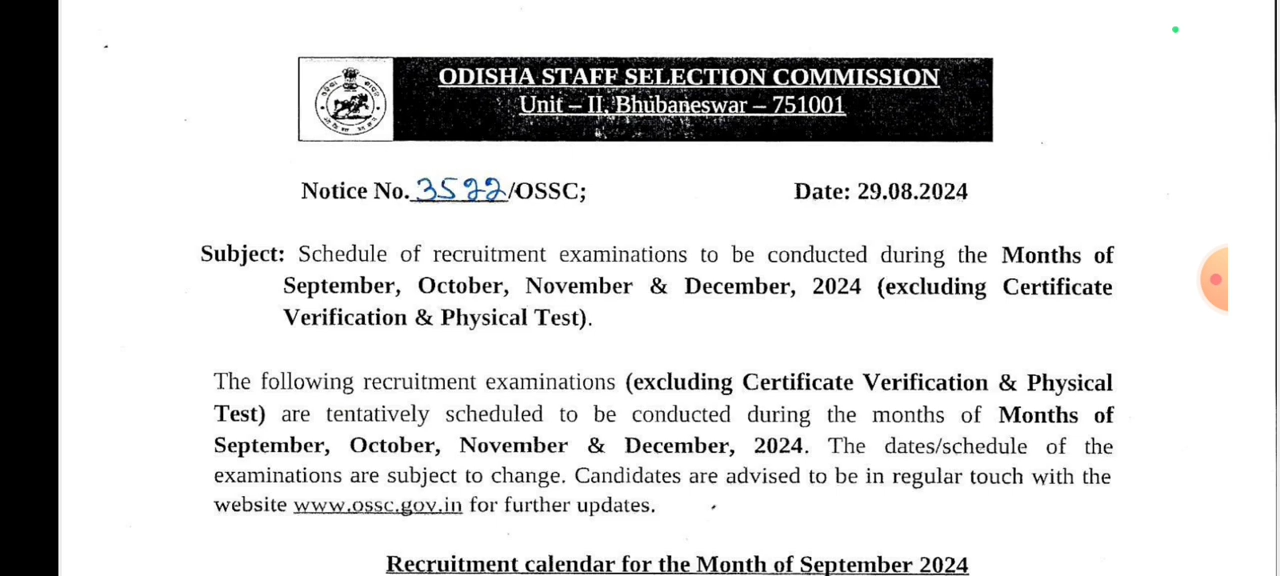 ODISHA STAFF SELECTION COMMISSION
Unit – II, Bhubaneswar – 751001
Notice No. 3522/OSSC;
Date: 29.08.2024
Subject: Schedule of recruitment examinations to be conducted during the Months of
September, October, November & December, 2024 (excluding Certificate
Verification & Physical Test).
The following recruitment examinations (excluding Certificate Verification & Physical
Test) are tentatively scheduled to be conducted during the months of Months of
September, October, November & December, 2024. The dates/schedule of the
examinations are subject to change. Candidates are advised to be in regular touch with the
website www.ossc.gov.in for further updates.
Recruitment calendar for the Month of September 2024